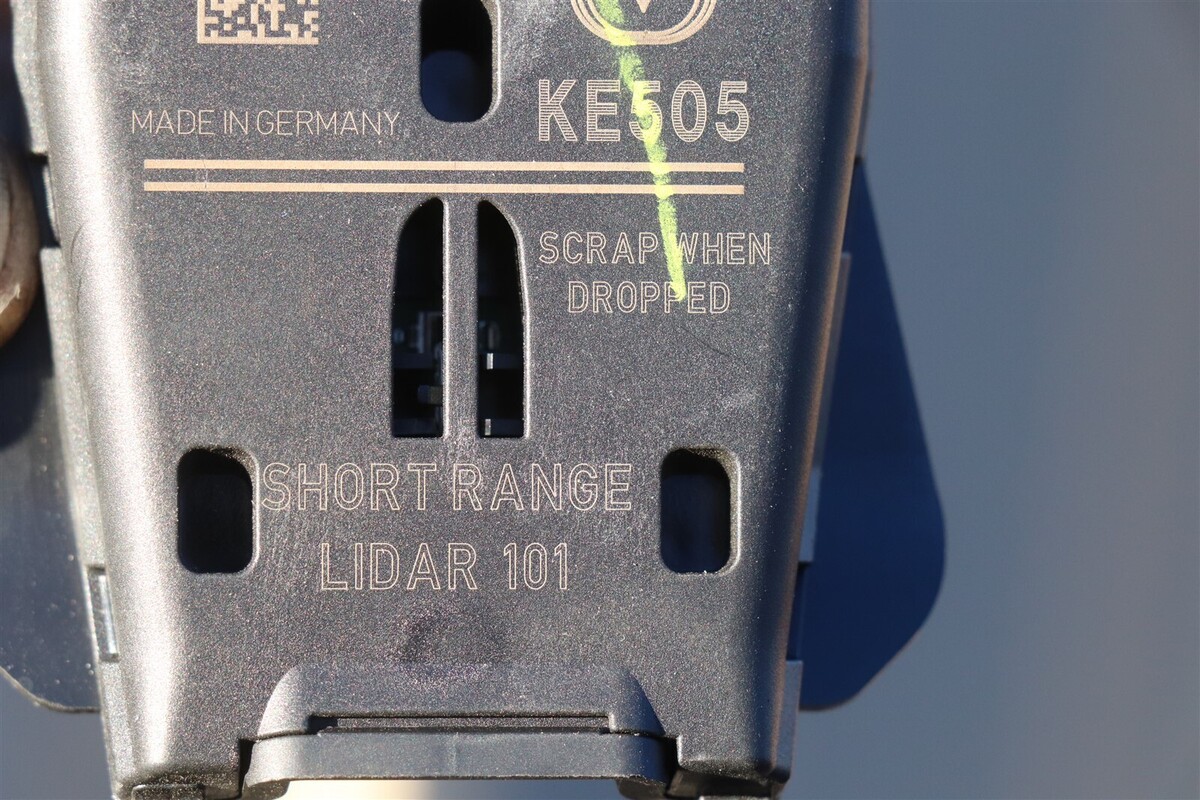 MADE IN GERMANY
KE505
SCRAP WHEN
DROPPED
SHORT RANGE
LIDAR 101